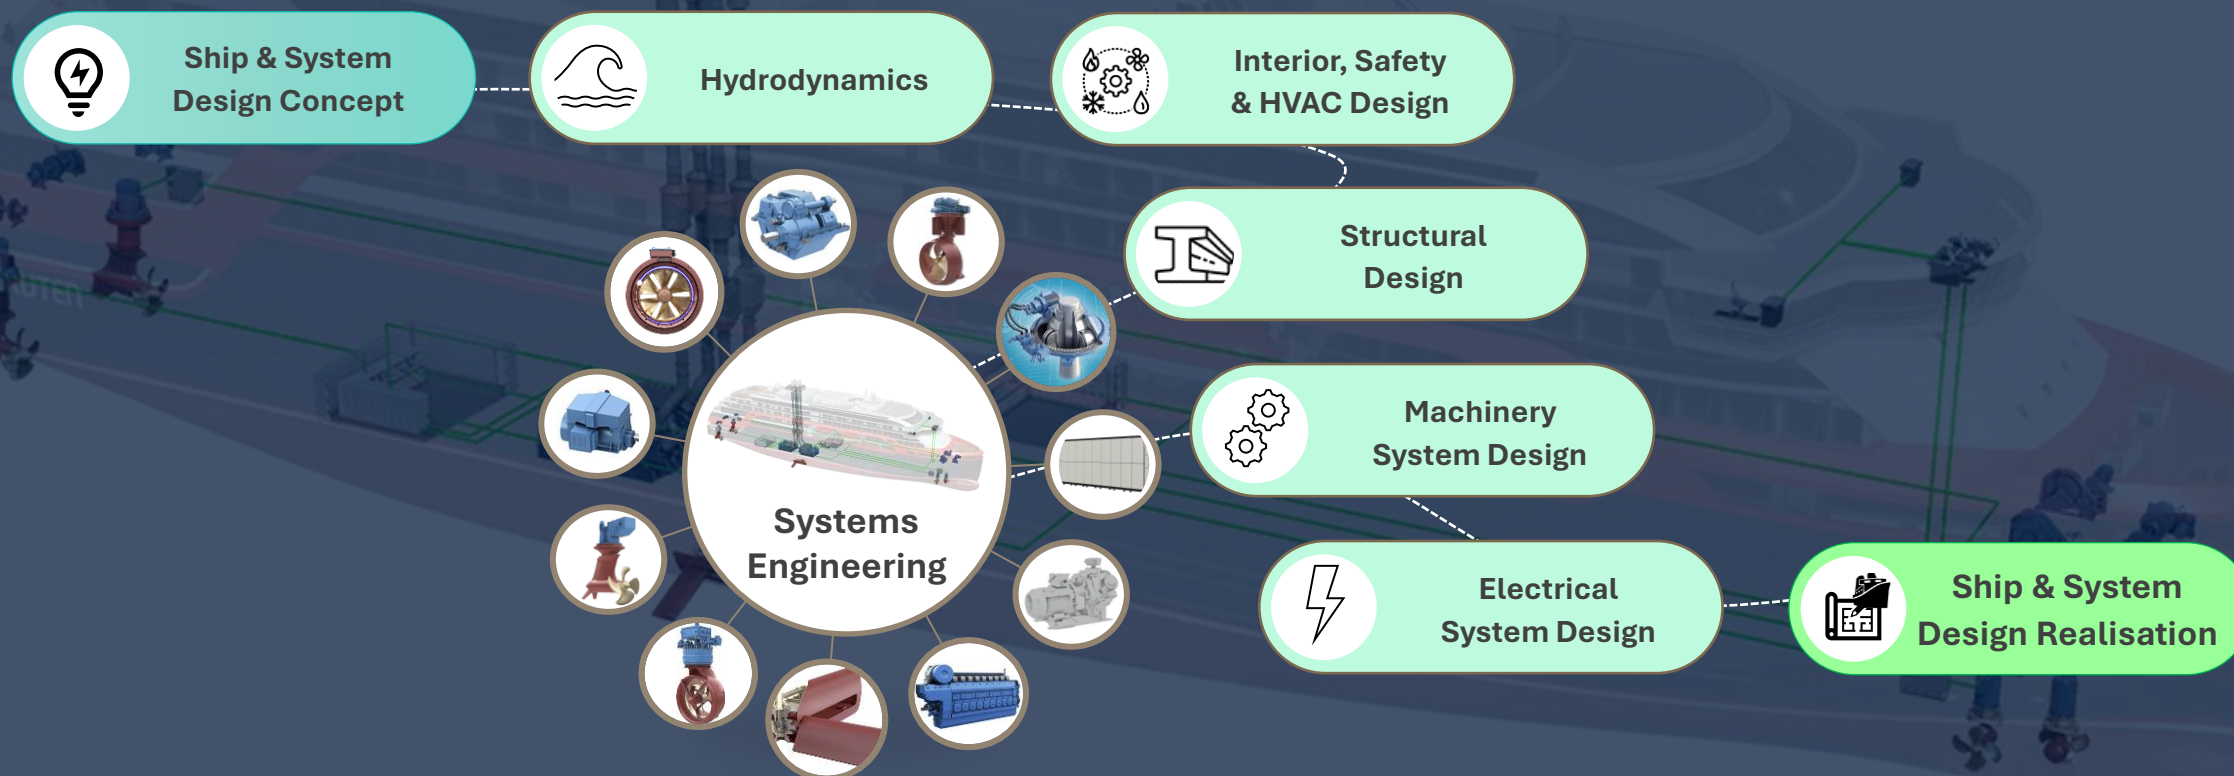 Ship & System
Design Concept
Hydrodynamics
Interior, Safety
& HVAC Design
Structural
Design
Machinery
System Design
Systems
Engineering
Electrical
System Design
Ship & System
Design Realisation